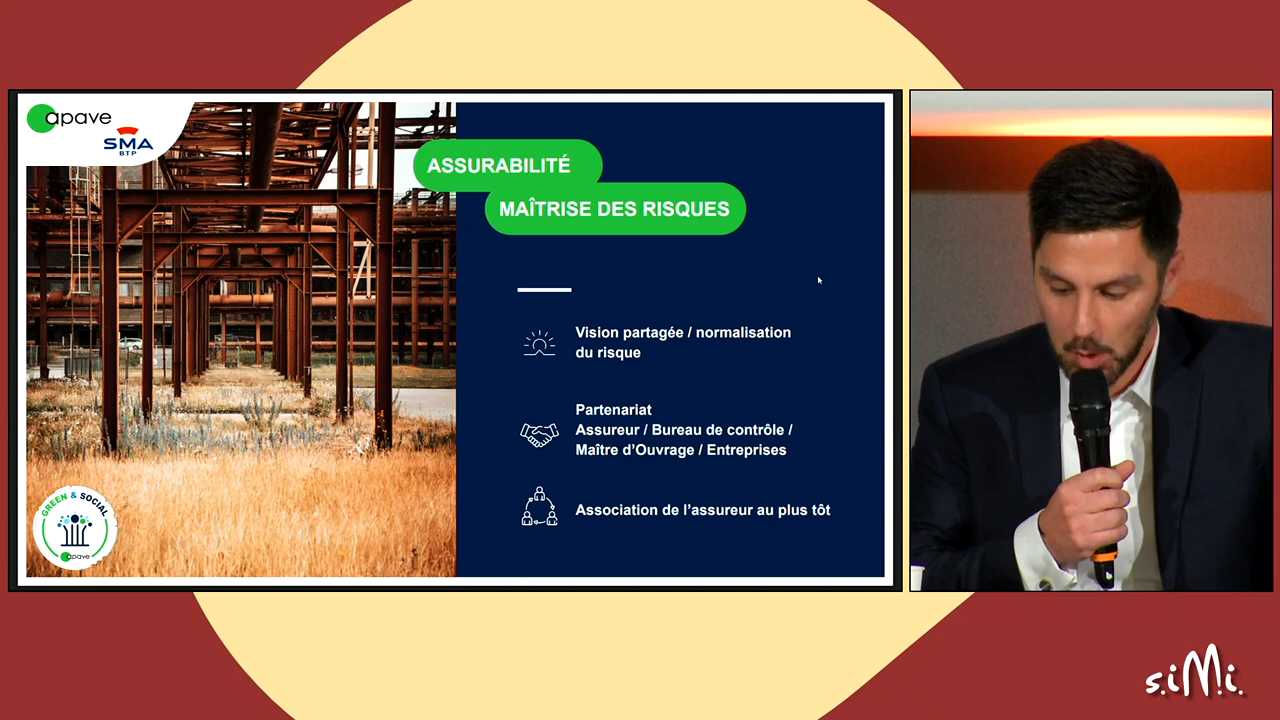 apave
SMA
BTP
ASSURABILITÉ
MAÎTRISE DES RISQUES
Vision partagée / normalisation
du risque
Partenariat
Assureur / Bureau de contrôle /
Maître d'Ouvrage / Entreprises
Association de l'assureur au plus tôt
GREEN & SOCIAL
apave
s.iM.i.